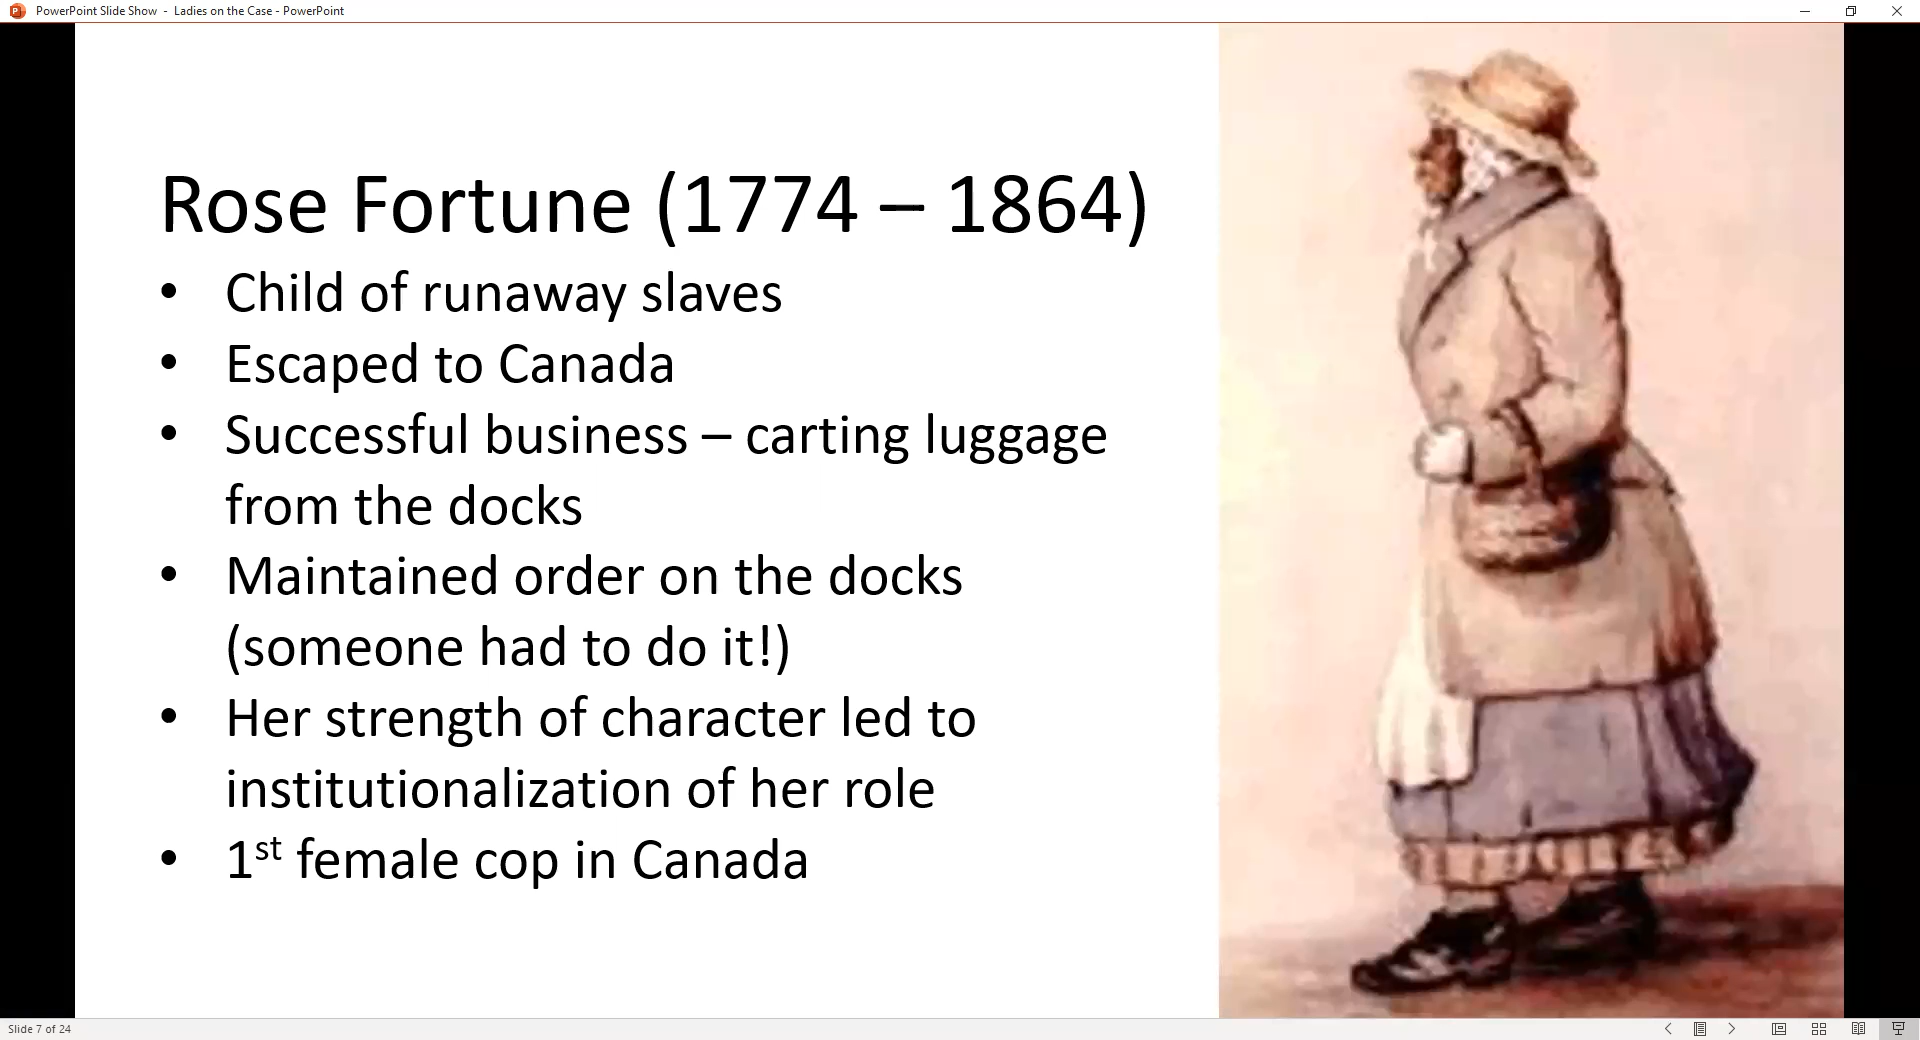 PowerPoint Slide Show - Ladies on the Case - PowerPoint
Rose Fortune (1774 – 1864)
• Child of runaway slaves
• Escaped to Canada
• Successful business – carting luggage
from the docks
• Maintained order on the docks
(someone had to do it!)
• Her strength of character led to
institutionalization of her role
• 1st female cop in Canada
Slide 7 of 24